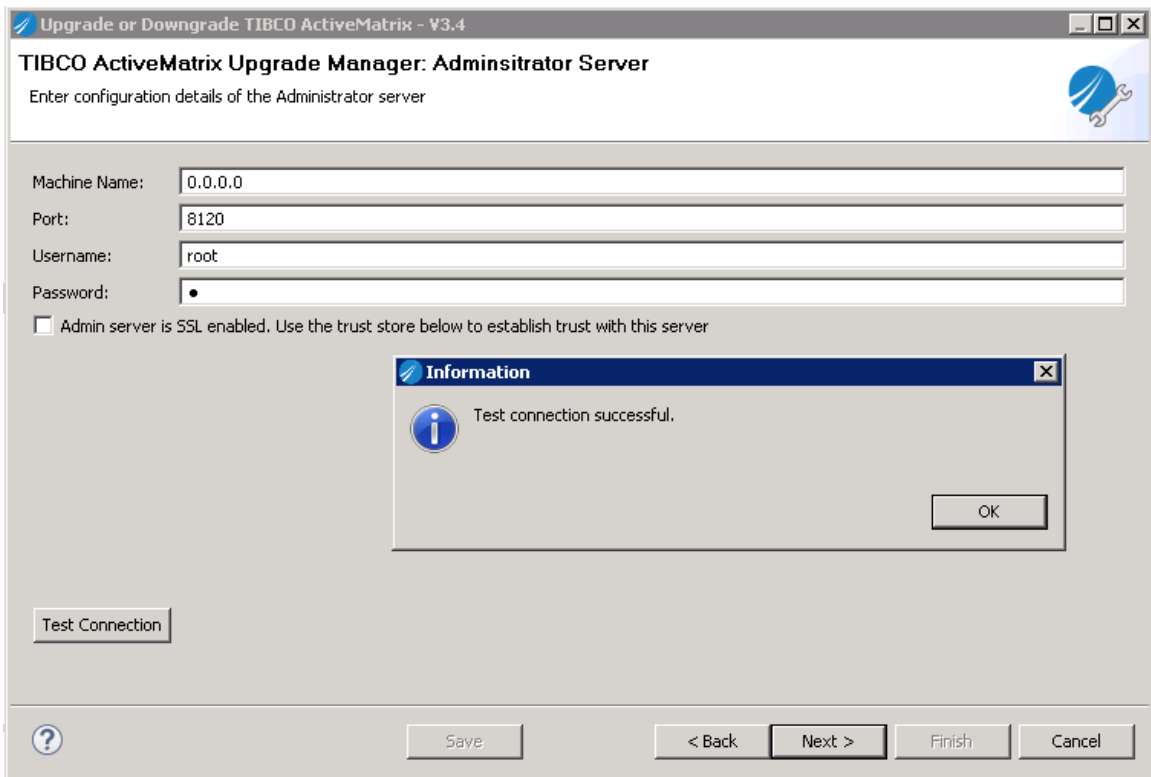 Upgrade or Downgrade TIBCO ActiveMatrix - V3.4
TIBCO ActiveMatrix Upgrade Manager: Adminsitrator Server
Enter configuration details of the Administrator server
Machine Name: 0.0.0.0
Port: 8120
Username: root
Password: ●
Admin server is SSL enabled. Use the trust store below to establish trust with this server
Information
Test connection successful.
OK
Test Connection
? Save < Back Next > Finish Cancel